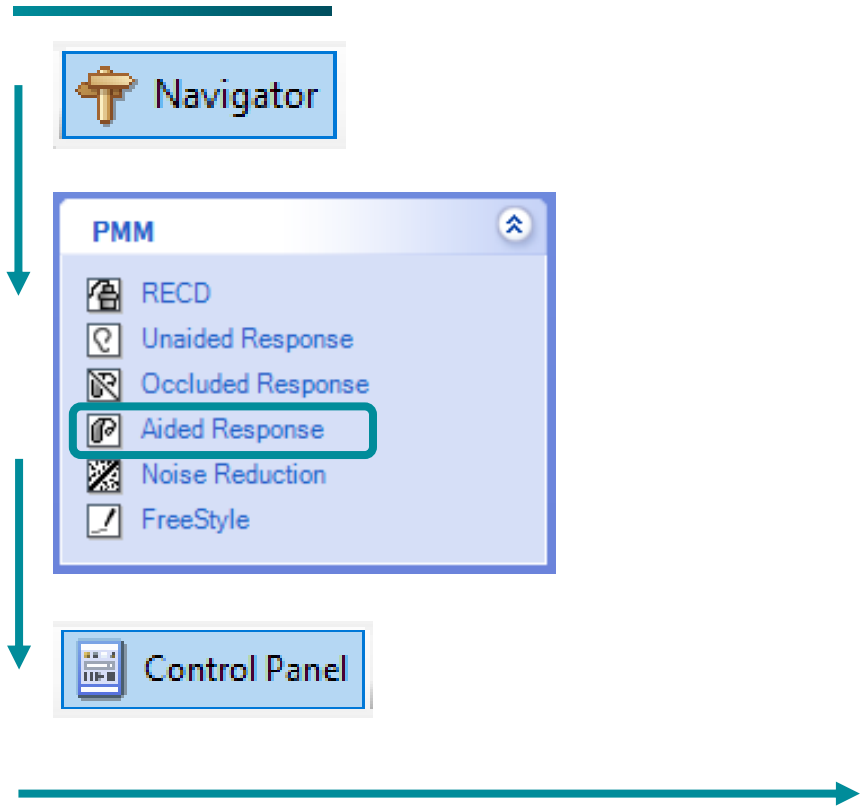 Navigator
PMM
RECD
Unaided Response
Occluded Response
Aided Response
Noise Reduction
FreeStyle
Control Panel